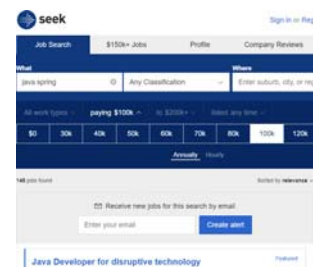 seek
Sign in or Reg
Job Search $150k+ Jobs Profile Company Reviews
What Where
java spring Any Classification Enter suburb, city, or reg
All work types paying $100k to $200k+ listed any time
$0 30k 40k 50k 60k 70k 80k 100k 120k
Annually Hourly
jobs found Sorted by relevance
Receive new jobs for this search by email
Enter your email Create alert
Java Developer for disruptive technology Featured